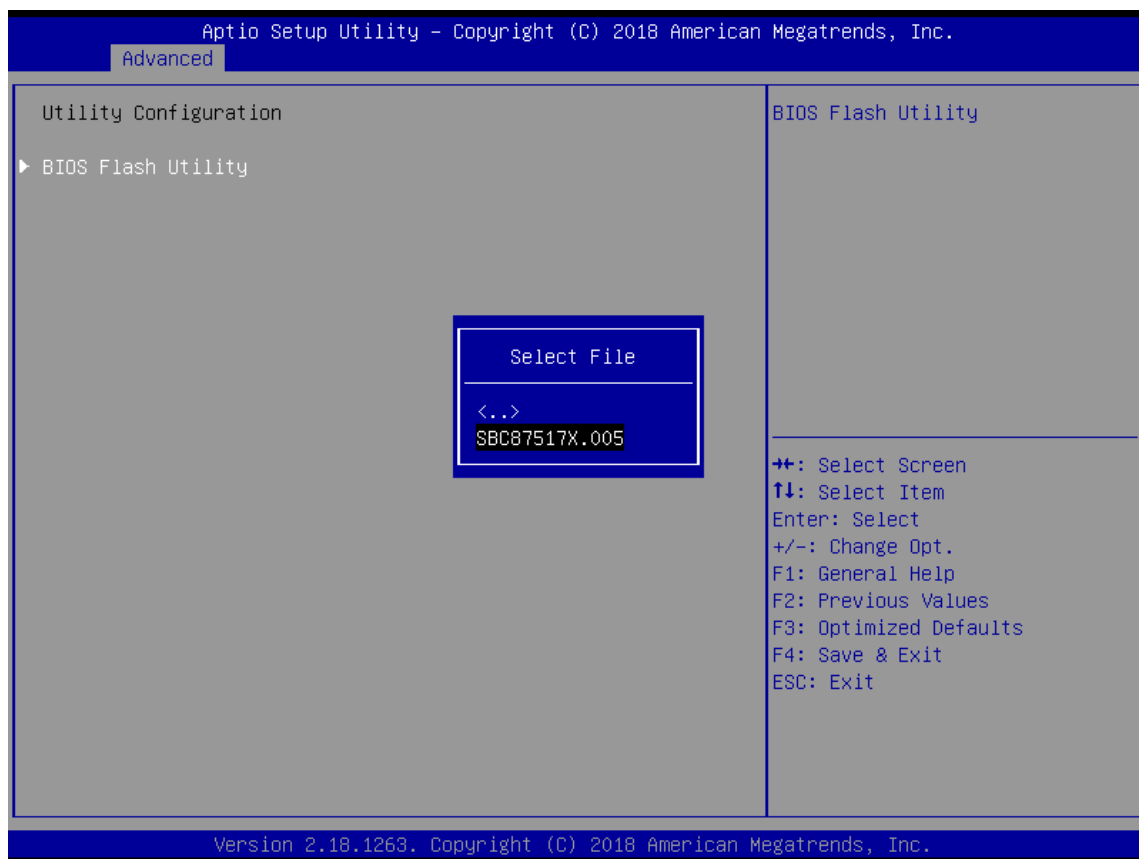 Aptio Setup Utility – Copyright (C) 2018 American Megatrends, Inc.
Advanced
Utility Configuration
▶ BIOS Flash Utility
BIOS Flash Utility
Select File
<..>
SBC87517X.005
→←: Select Screen
↑↓: Select Item
Enter: Select
+/-: Change Opt.
F1: General Help
F2: Previous Values
F3: Optimized Defaults
F4: Save & Exit
ESC: Exit
Version 2.18.1263. Copyright (C) 2018 American Megatrends, Inc.